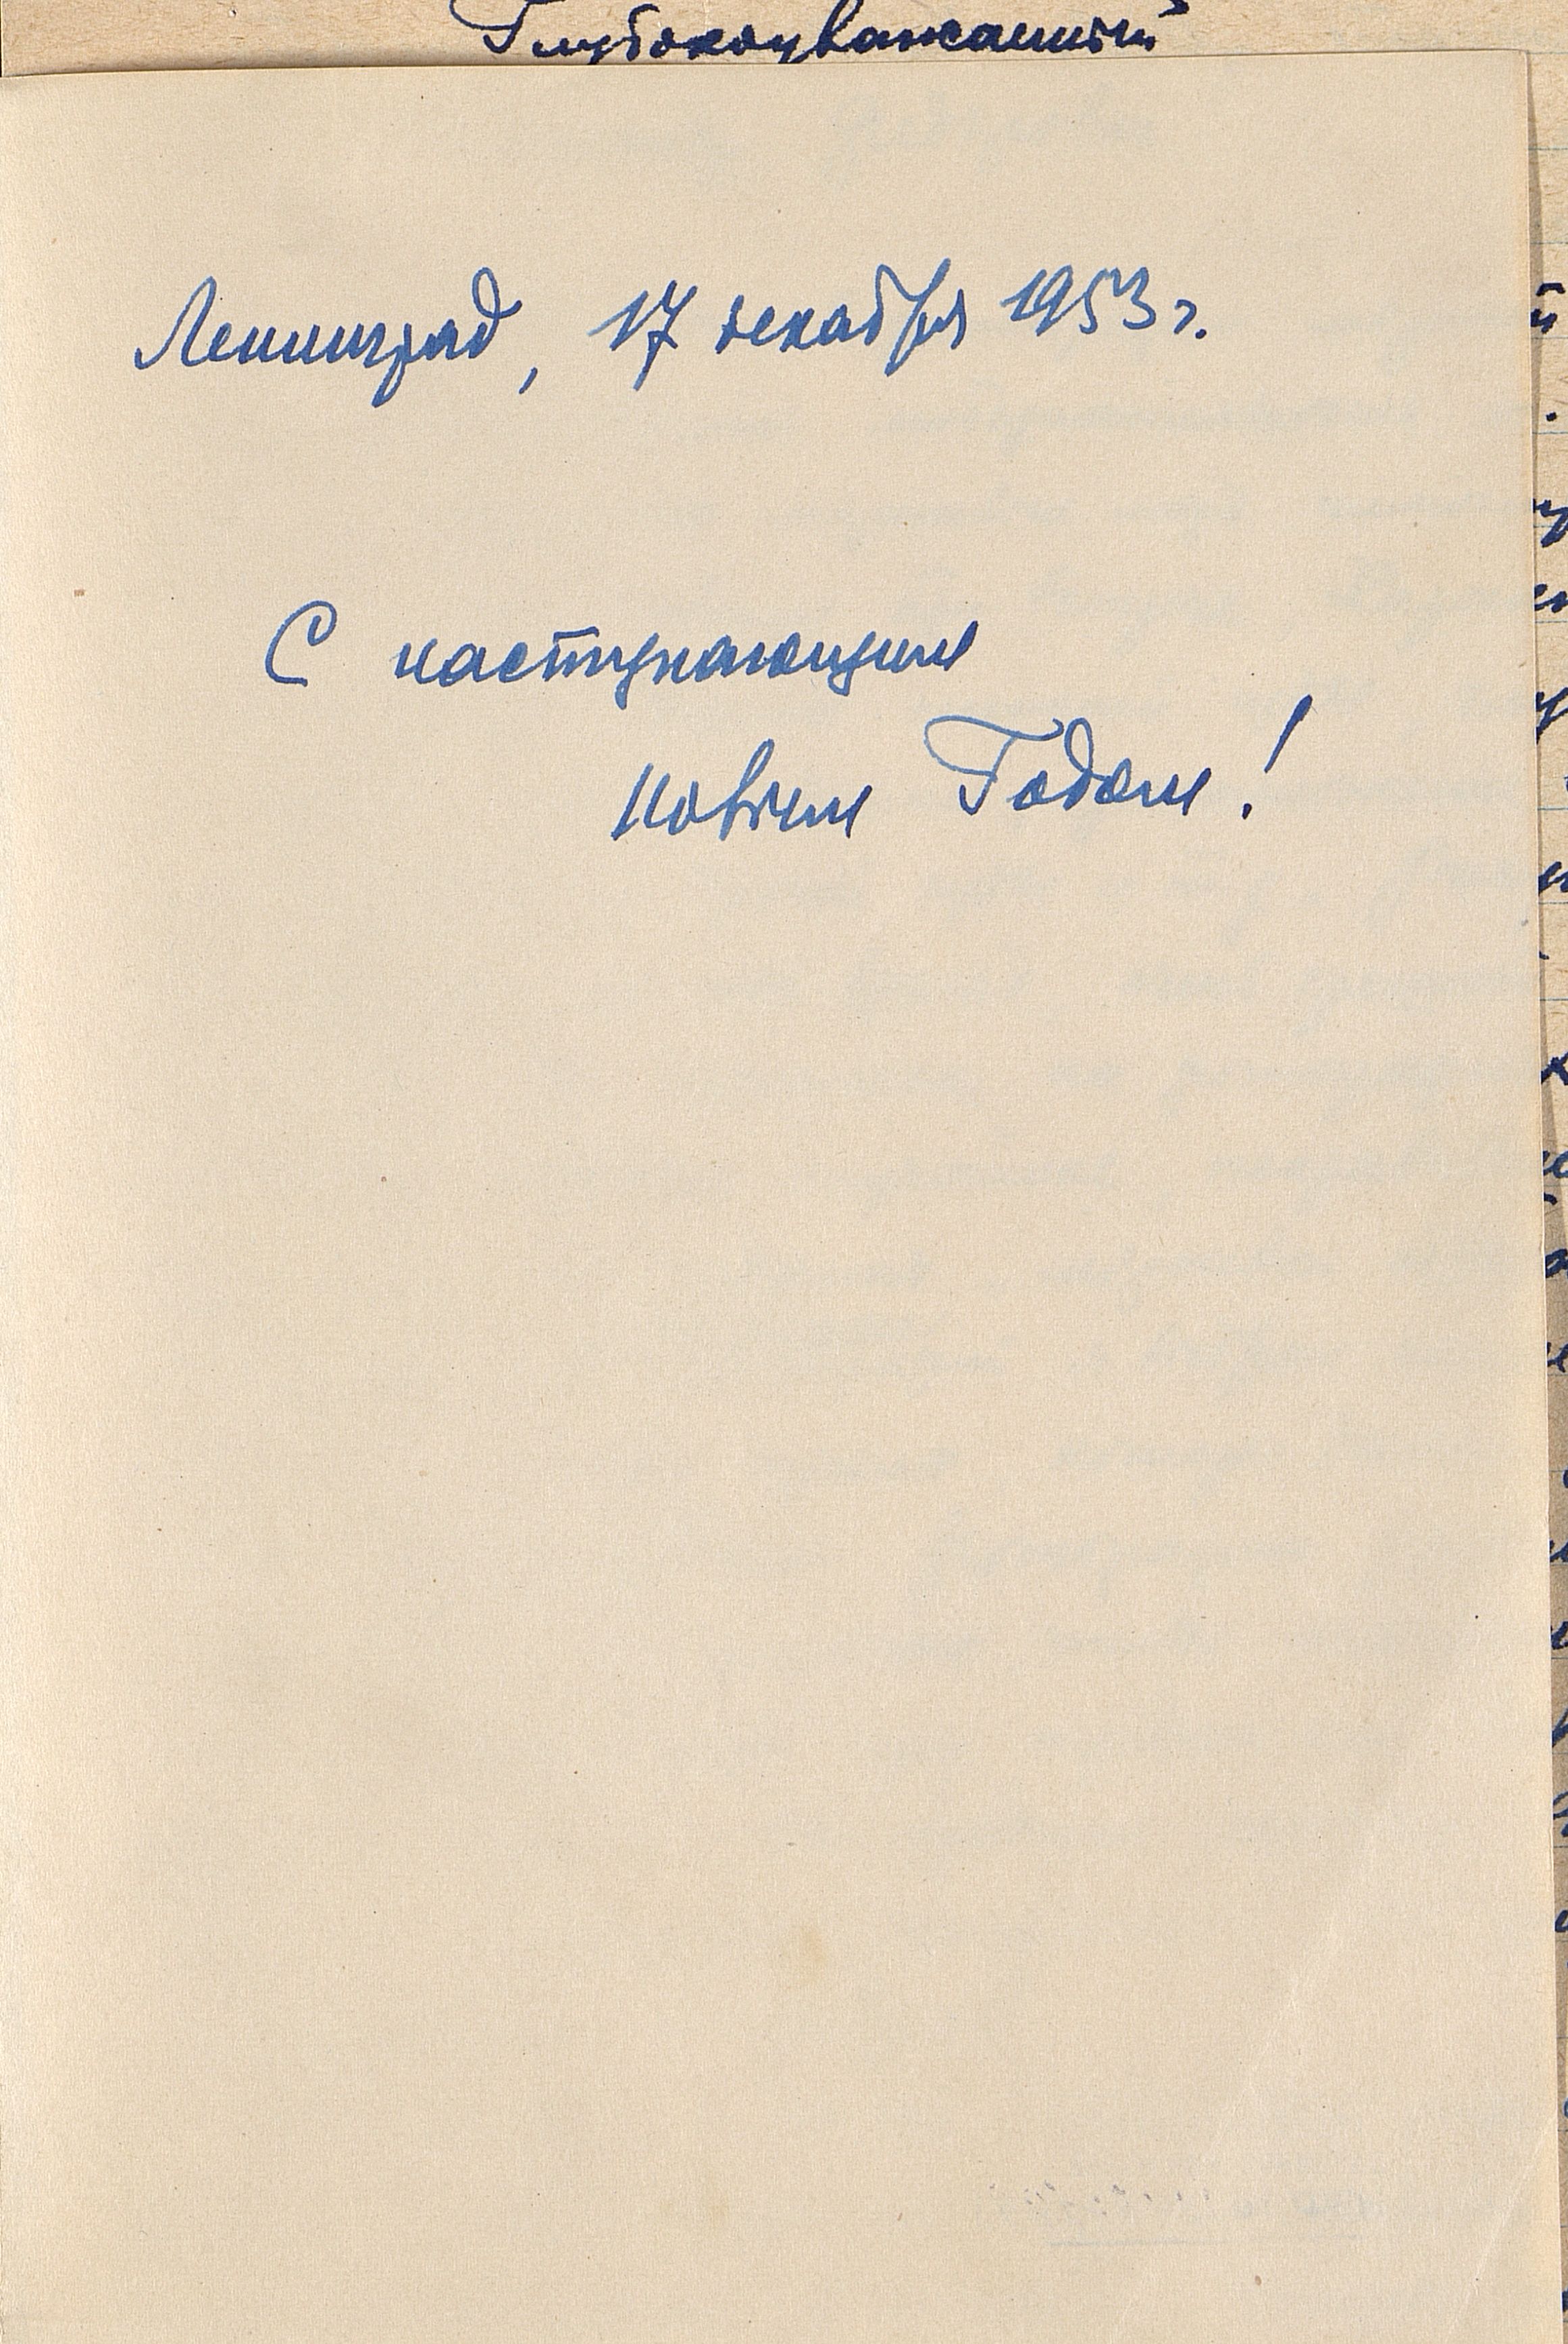 Глубокоуважаемый
Ленинград, 17 декабря 1953 г.
С наступающим
Новым Годом!